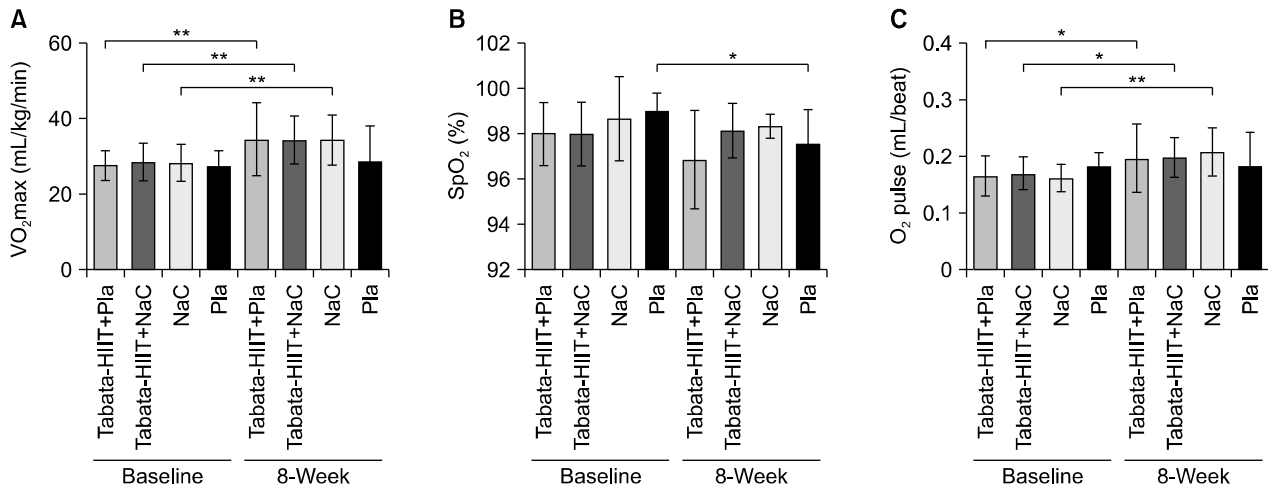 A
VO₂max (mL/kg/min)
60
40
20
0
**
**
**
Tabata-HIIT+Pla
Tabata-HIIT+NaC
NaC
Pla
Tabata-HIIT+Pla
Tabata-HIIT+NaC
NaC
Pla
Baseline
8-Week
B
SpO₂ (%)
102
100
98
96
94
92
*
Tabata-HIIT+Pla
Tabata-HIIT+NaC
NaC
Pla
Tabata-HIIT+Pla
Tabata-HIIT+NaC
NaC
Pla
Baseline
8-Week
C
O₂ pulse (mL/beat)
0.4
0.3
0.2
0.1
0
*
*
**
Tabata-HIIT+Pla
Tabata-HIIT+NaC
NaC
Pla
Tabata-HIIT+Pla
Tabata-HIIT+NaC
NaC
Pla
Baseline
8-Week